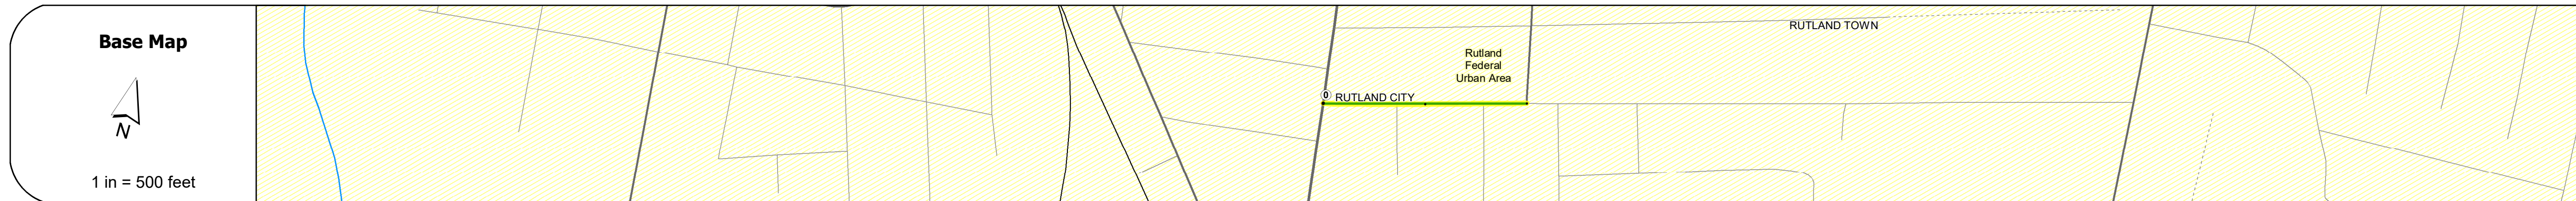 Base Map
N
1 in = 500 feet
RUTLAND TOWN
Rutland
Federal
Urban Area
0
RUTLAND CITY